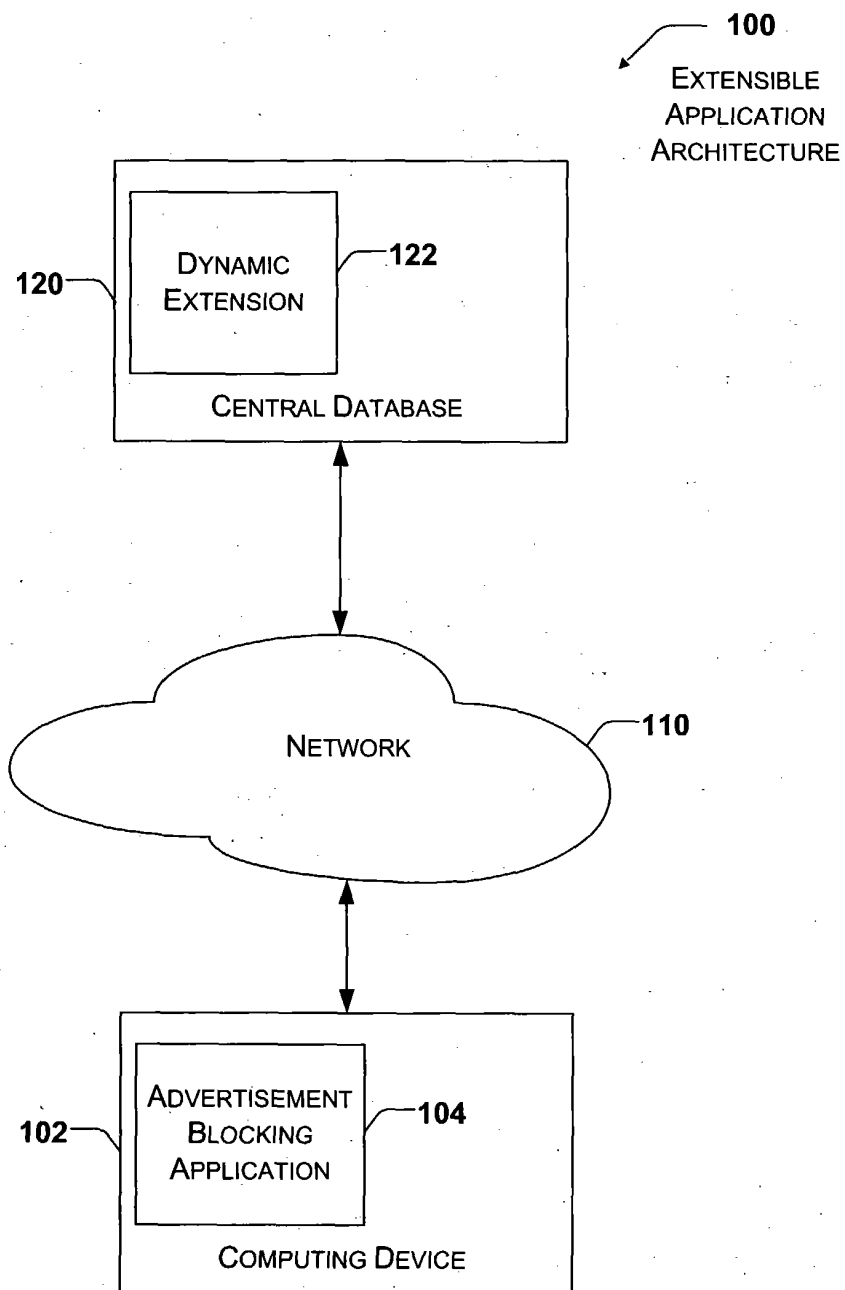 100
EXTENSIBLE
APPLICATION
ARCHITECTURE
DYNAMIC
EXTENSION
122
120
CENTRAL DATABASE
NETWORK
110
ADVERTISEMENT
BLOCKING
APPLICATION
104
102
COMPUTING DEVICE